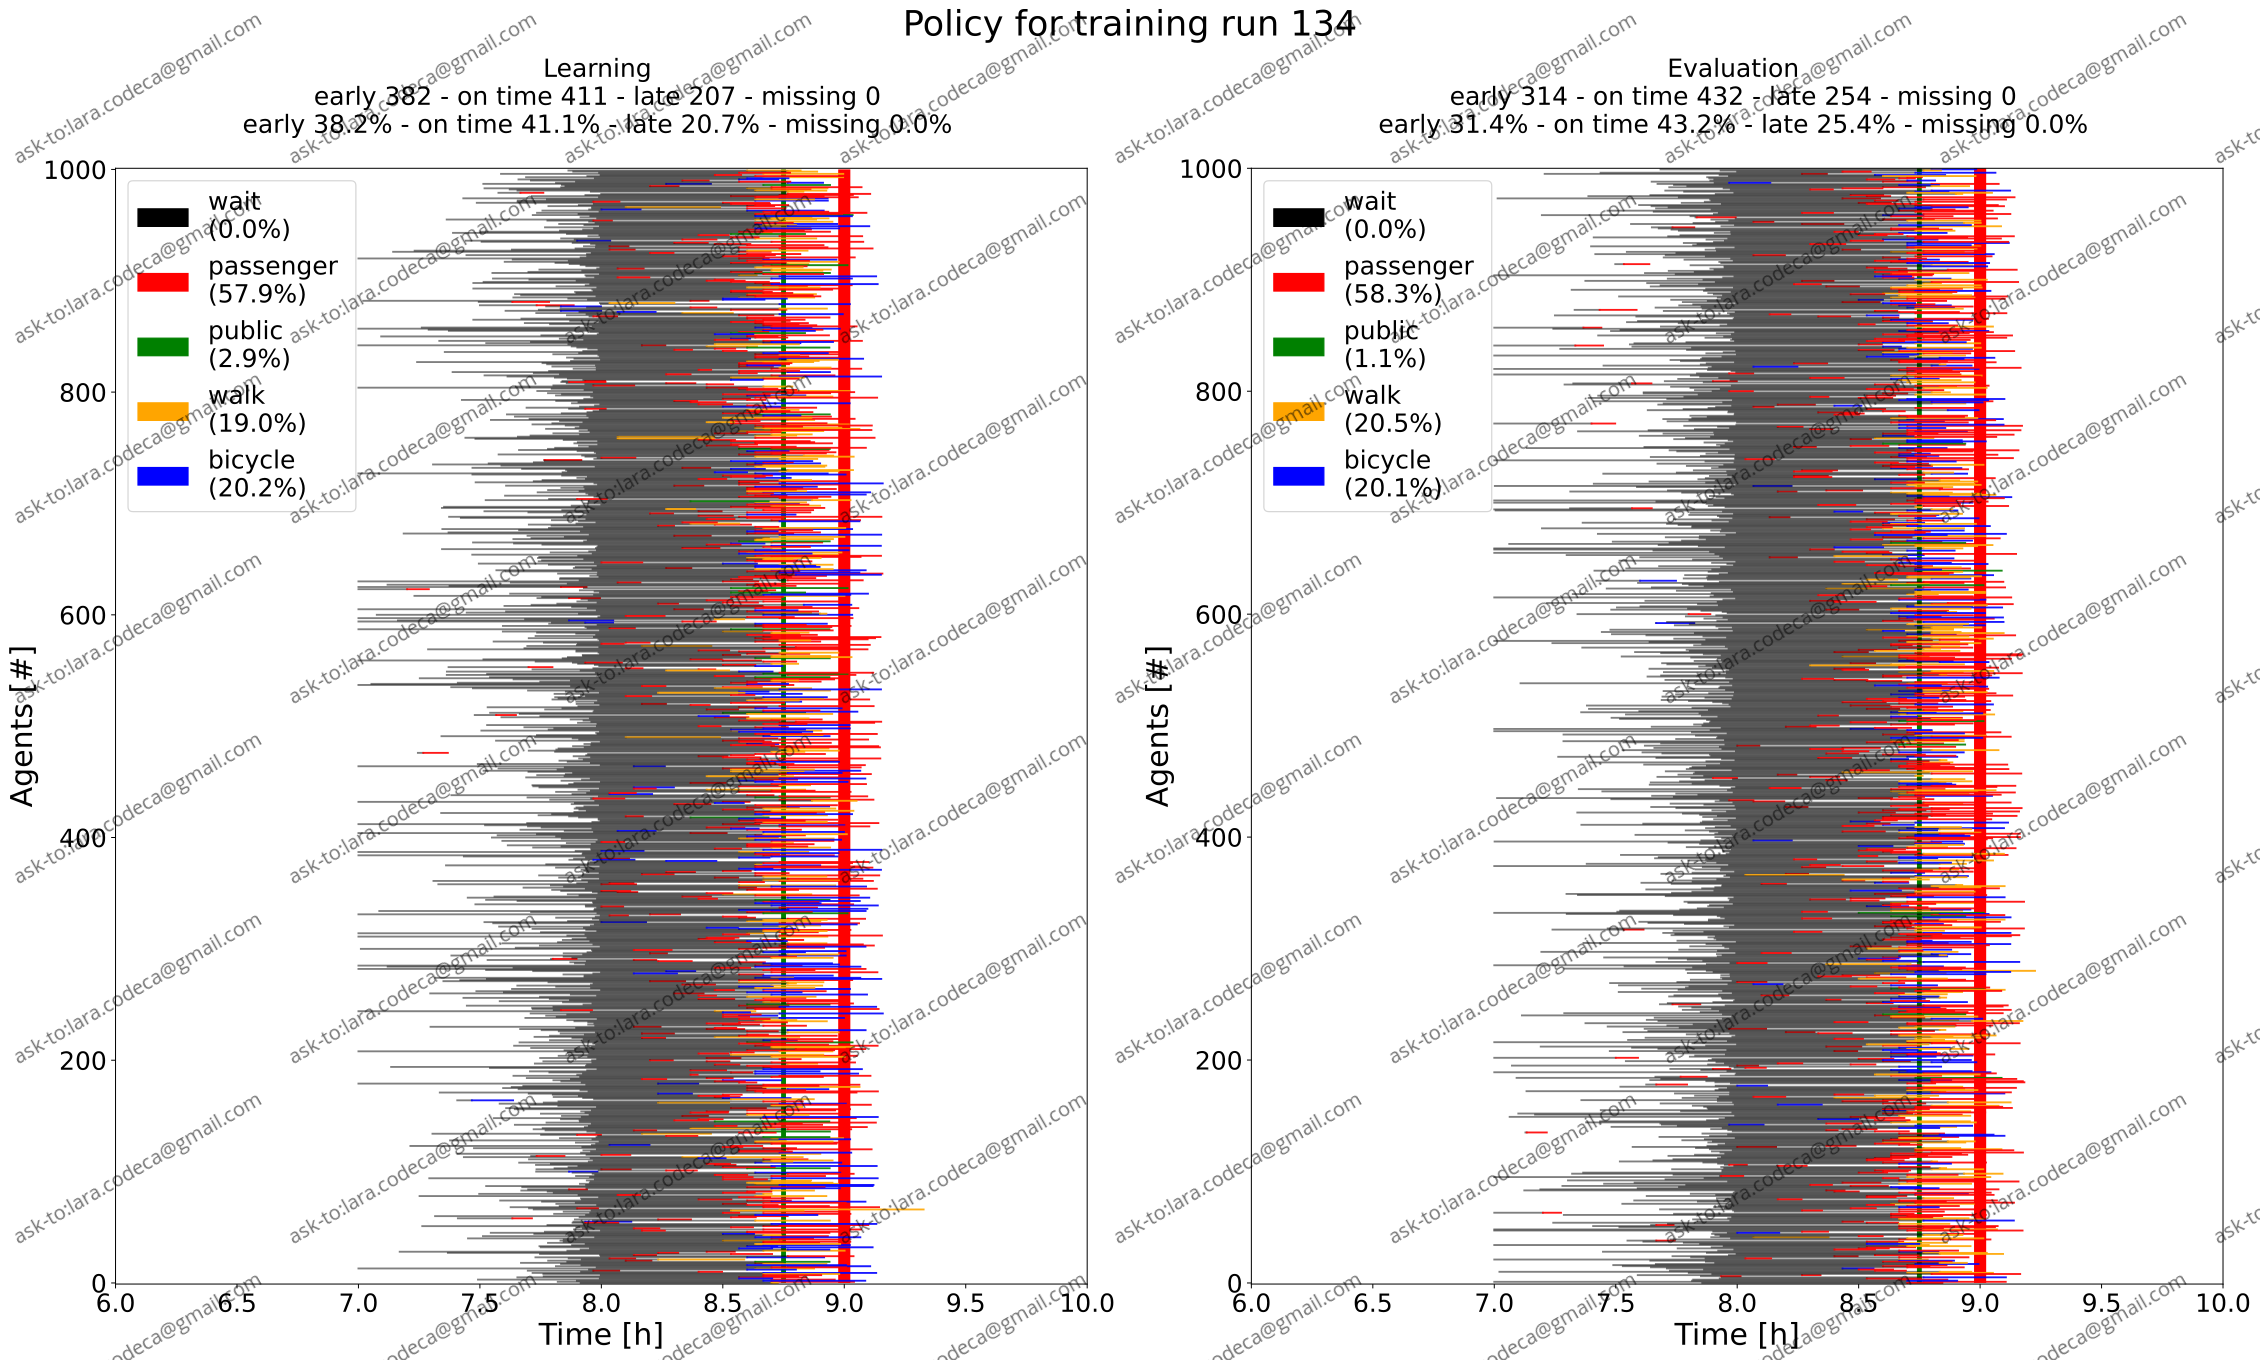 Policy for training run 134
Learning
early 382 - on time 411 - late 207 - missing 0
early 38.2% - on time 41.1% - late 20.7% - missing 0.0%
1000
800
600
400
200
0
Agents [#]
wait
(0.0%)
passenger
(57.9%)
public
(2.9%)
walk
(19.0%)
bicycle
(20.2%)
6.0 6.5 7.0 7.5 8.0 8.5 9.0 9.5 10.0
Time [h]
Evaluation
early 314 - on time 432 - late 254 - missing 0
early 31.4% - on time 43.2% - late 25.4% - missing 0.0%
1000
800
600
400
200
0
Agents [#]
wait
(0.0%)
passenger
(58.3%)
public
(1.1%)
walk
(20.5%)
bicycle
(20.1%)
6.0 6.5 7.0 7.5 8.0 8.5 9.0 9.5 10.0
Time [h]
ask-to:lara.codeca@gmail.com